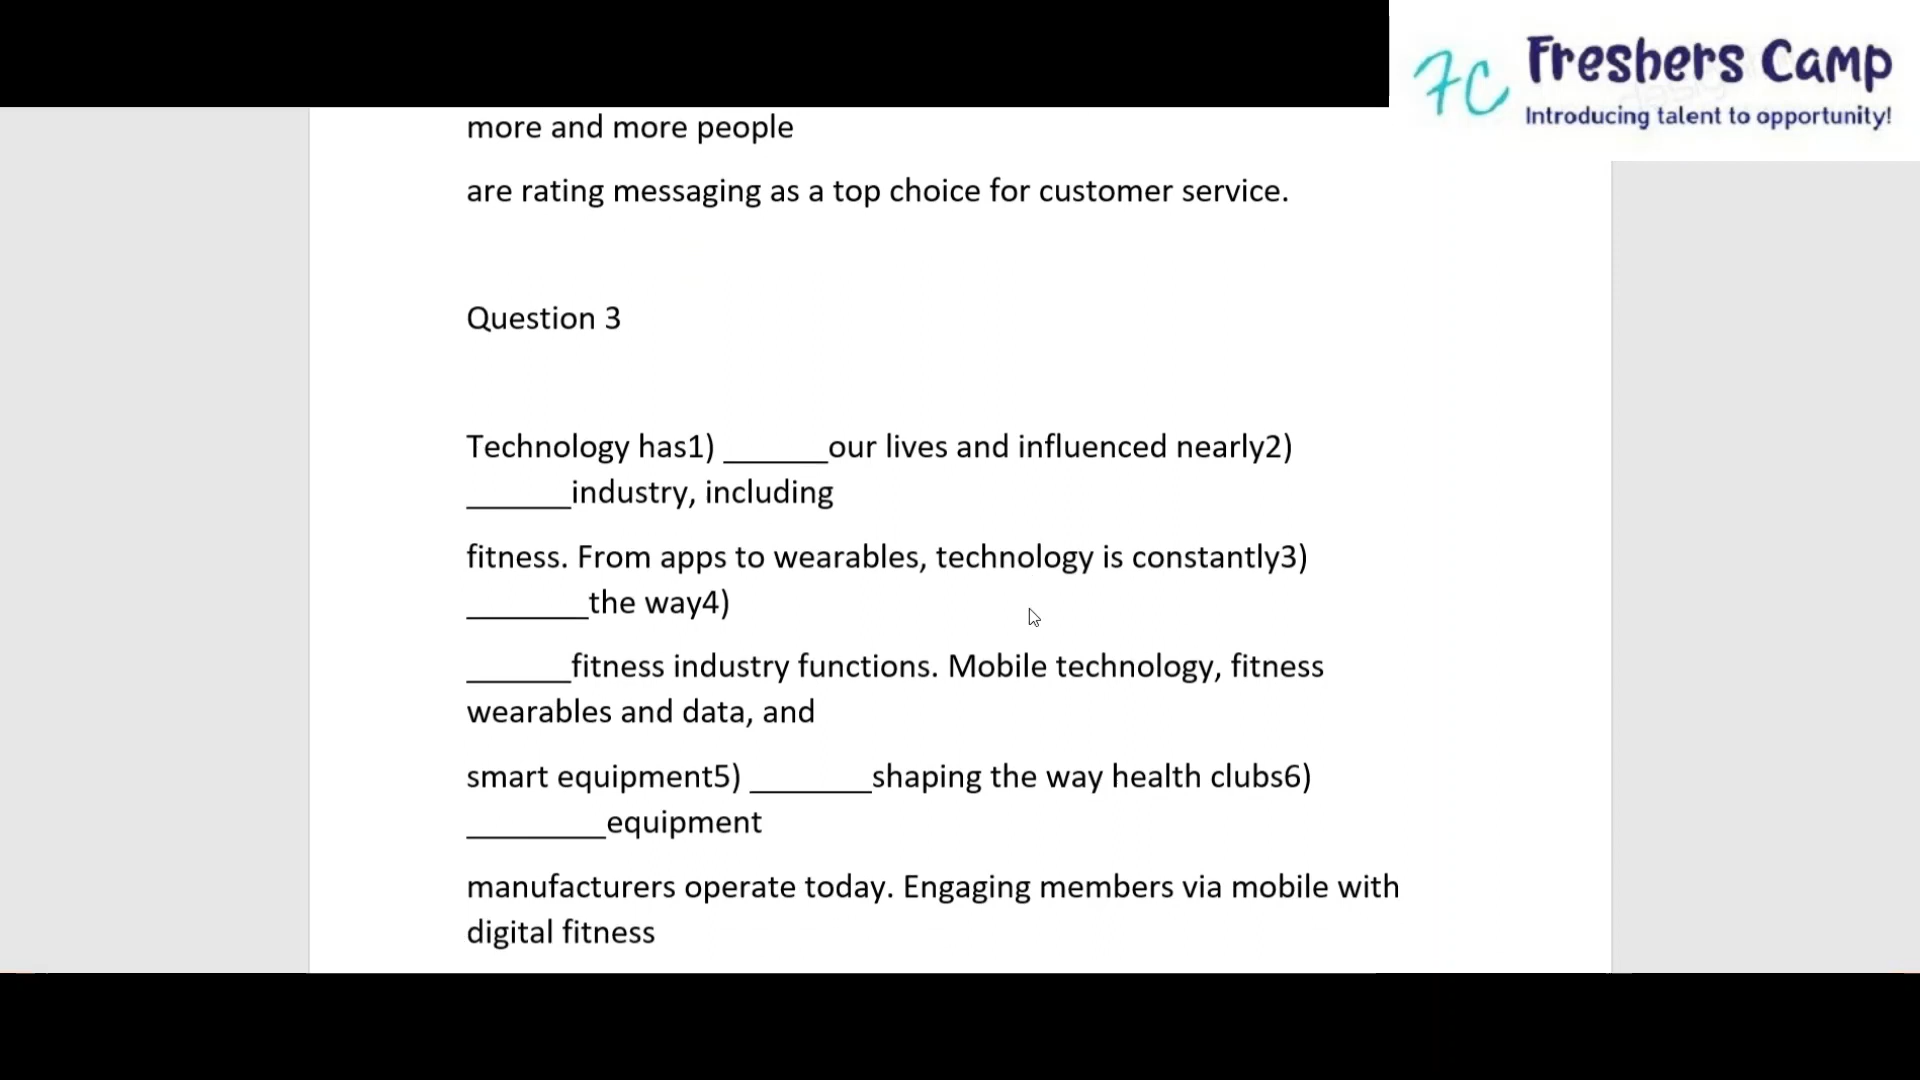 Freshers Camp
Introducing talent to opportunity!
more and more people
are rating messaging as a top choice for customer service.
Question 3
Technology has1) ______our lives and influenced nearly2)
______industry, including
fitness. From apps to wearables, technology is constantly3)
_______the way4)
______fitness industry functions. Mobile technology, fitness
wearables and data, and
smart equipment5) _______shaping the way health clubs6)
________equipment
manufacturers operate today. Engaging members via mobile with
digital fitness